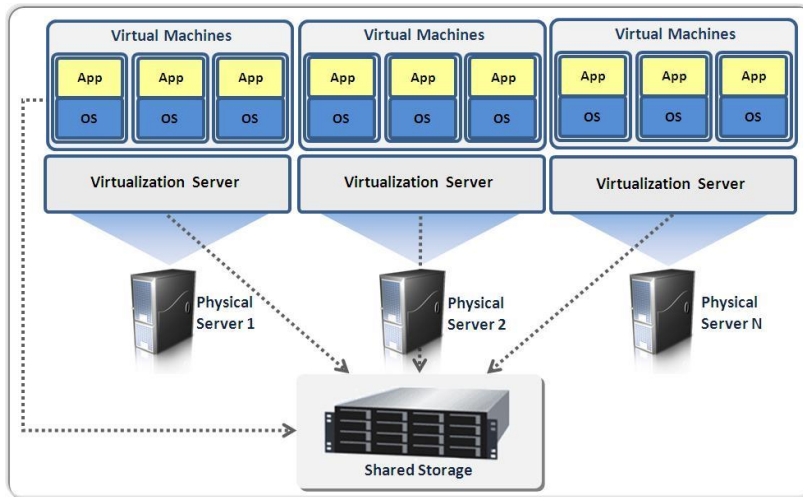 Virtual Machines
Virtual Machines
Virtual Machines
App App App
App App App
App App App
OS OS OS
OS OS OS
OS OS OS
Virtualization Server
Virtualization Server
Virtualization Server
Physical
Server 1
Physical
Server 2
Physical
Server N
Shared Storage